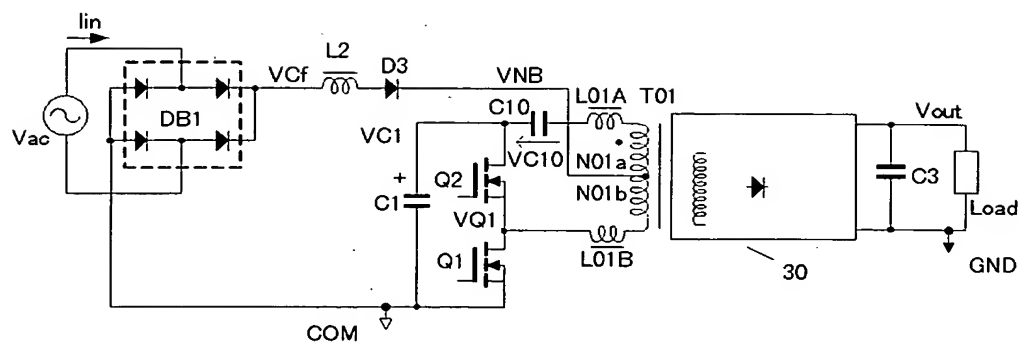 Iin
L2
D3
VCf
VNB
L01A T01
C10
Vout
DB1
Vac
VC1
VC10
N01a
Q2
+
C1
N01b
C3
VQ1
Load
Q1
L01B
30
GND
COM